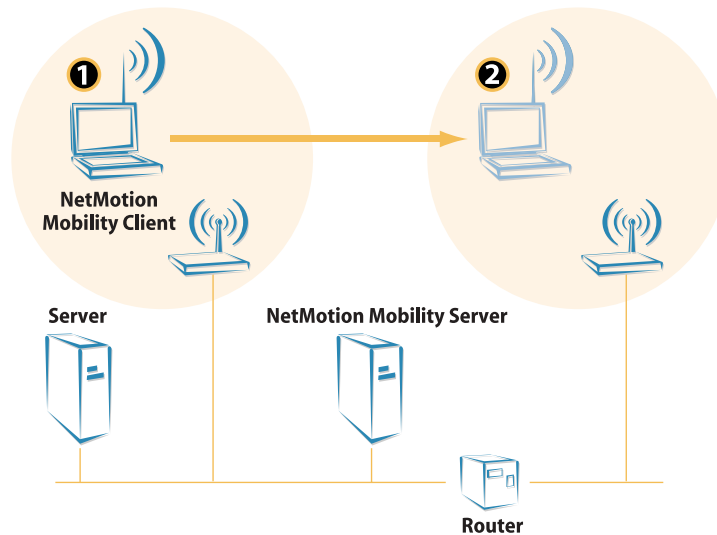 1
2
NetMotion
Mobility Client
Server
NetMotion Mobility Server
Router